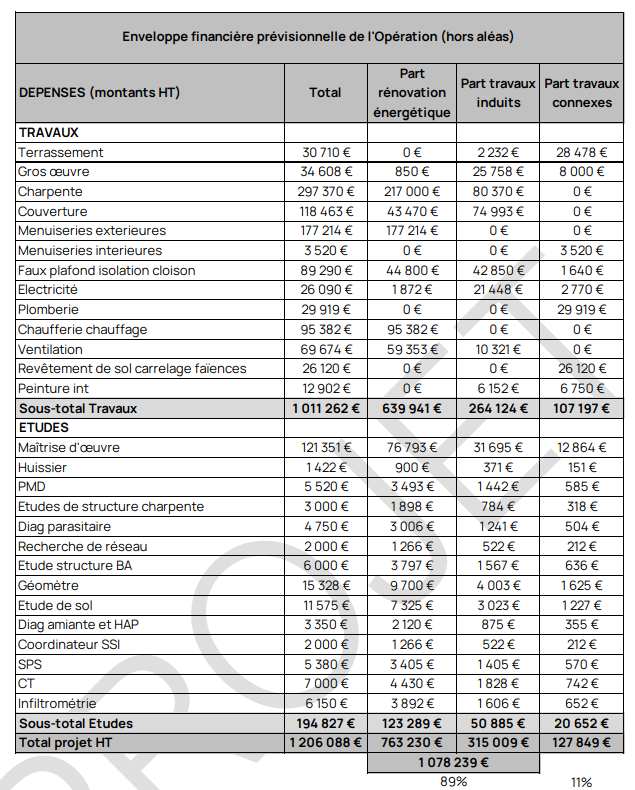 Enveloppe financière prévisionnelle de l'Opération (hors aléas)
DEPENSES (montants HT) Total Part rénovation énergétique Part travaux induits Part travaux connexes
TRAVAUX
Terrassement 30 710 € 0 € 2 232 € 28 478 €
Gros œuvre 34 608 € 850 € 25 758 € 8 000 €
Charpente 297 370 € 217 000 € 80 370 € 0 €
Couverture 118 463 € 43 470 € 74 993 € 0 €
Menuiseries exterieures 177 214 € 177 214 € 0 € 0 €
Menuiseries interieures 3 520 € 0 € 0 € 3 520 €
Faux plafond isolation cloison 89 290 € 44 800 € 42 850 € 1 640 €
Electricité 26 090 € 1 872 € 21 448 € 2 770 €
Plomberie 29 919 € 0 € 0 € 29 919 €
Chaufferie chauffage 95 382 € 95 382 € 0 € 0 €
Ventilation 69 674 € 59 353 € 10 321 € 0 €
Revêtement de sol carrelage faïences 26 120 € 0 € 0 € 26 120 €
Peinture int 12 902 € 0 € 6 152 € 6 750 €
Sous-total Travaux 1 011 262 € 639 941 € 264 124 € 107 197 €
ETUDES
Maîtrise d'œuvre 121 351 € 76 793 € 31 695 € 12 864 €
Huissier 1 422 € 900 € 371 € 151 €
PMD 5 520 € 3 493 € 1 442 € 585 €
Etudes de structure charpente 3 000 € 1 898 € 784 € 318 €
Diag parasitaire 4 750 € 3 006 € 1 241 € 504 €
Recherche de réseau 2 000 € 1 266 € 522 € 212 €
Etude structure BA 6 000 € 3 797 € 1 567 € 636 €
Géomètre 15 328 € 9 700 € 4 003 € 1 625 €
Etude de sol 11 575 € 7 325 € 3 023 € 1 227 €
Diag amiante et HAP 3 350 € 2 120 € 875 € 355 €
Coordinateur SSI 2 000 € 1 266 € 522 € 212 €
SPS 5 380 € 3 405 € 1 405 € 570 €
CT 7 000 € 4 430 € 1 828 € 742 €
Infiltrométrie 6 150 € 3 892 € 1 606 € 652 €
Sous-total Etudes 194 827 € 123 289 € 50 885 € 20 652 €
Total projet HT 1 206 088 € 763 230 € 315 009 € 127 849 €
1 078 239 €
89% 11%
PROJET